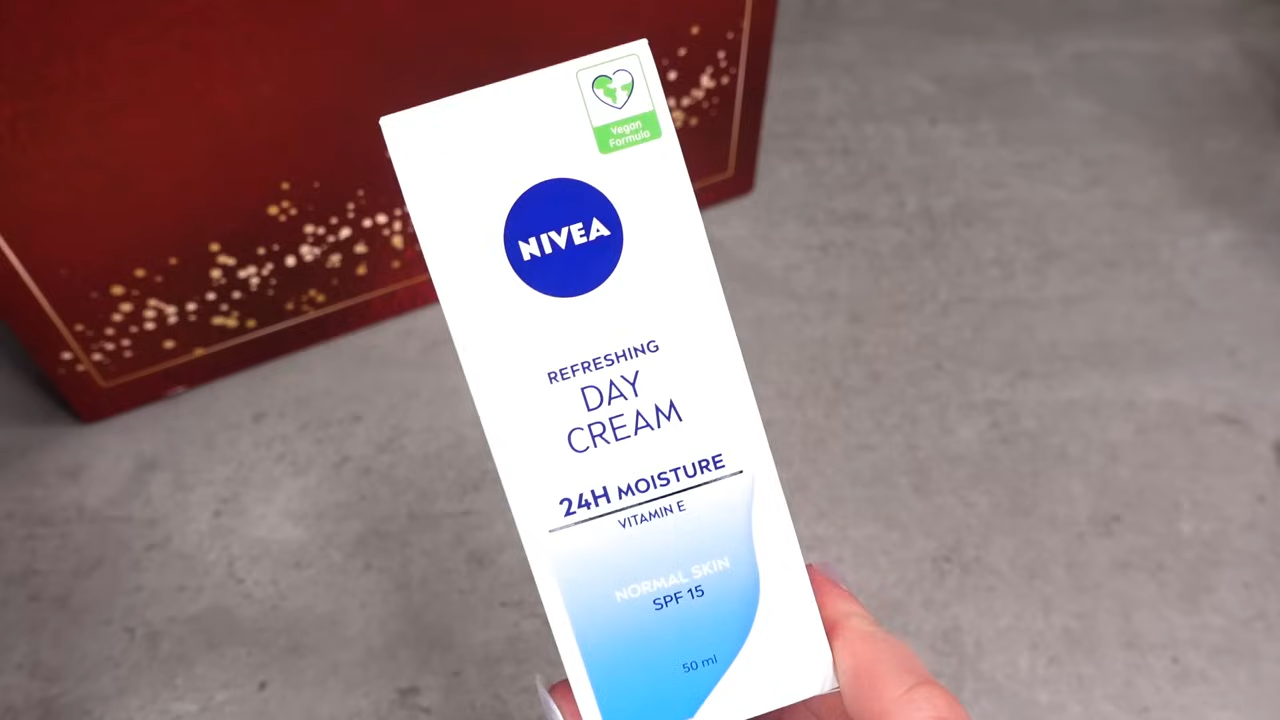 Vegan
Formula
NIVEA
REFRESHING
DAY
CREAM
24H MOISTURE
VITAMIN E
NORMAL SKIN
SPF 15
50 ml